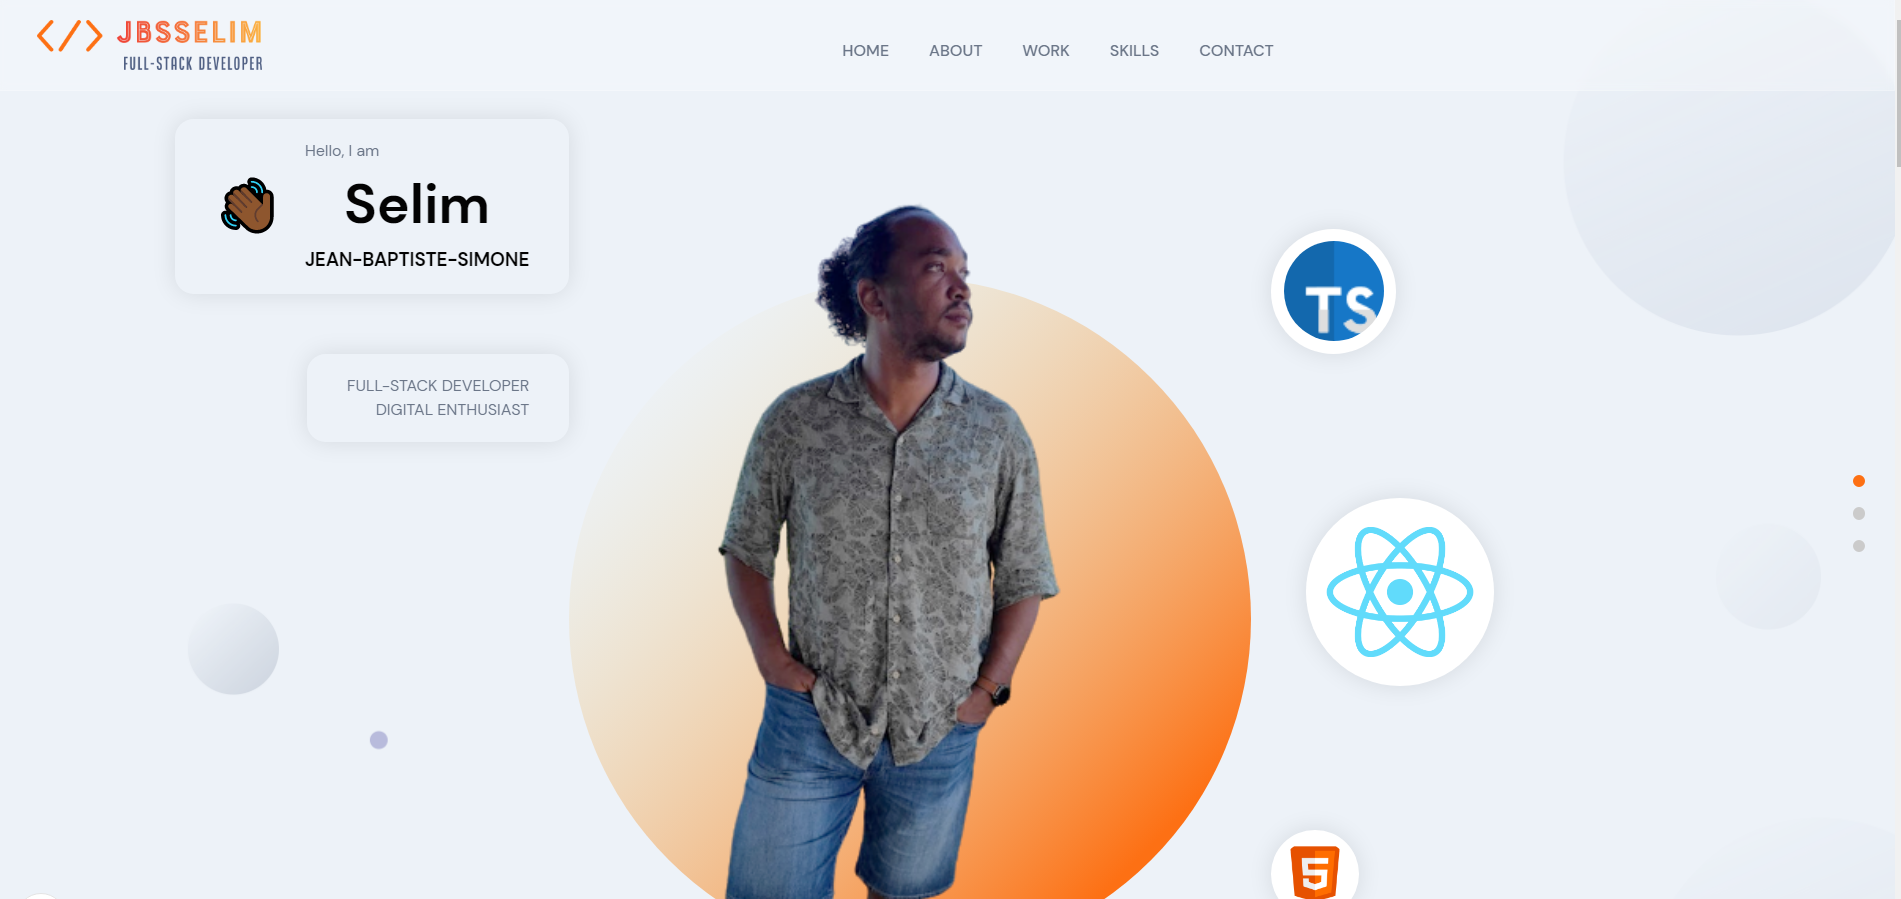 JBSSELIM
FULL-STACK DEVELOPER
HOME ABOUT WORK SKILLS CONTACT
Hello, I am
Selim
JEAN-BAPTISTE-SIMONE
FULL-STACK DEVELOPER
DIGITAL ENTHUSIAST
TS
5